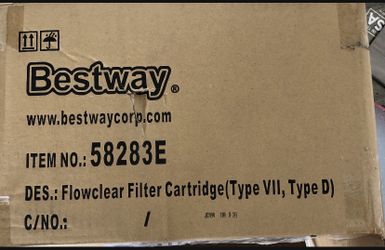 Bestway®
www.bestwaycorp.com
ITEM NO.: 58283E
DES.: Flowclear Filter Cartridge(Type VII, Type D)
C/NO.: /